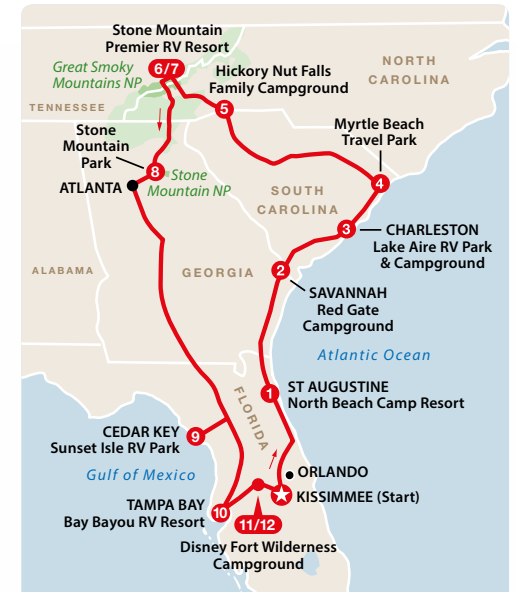 Stone Mountain
Premier RV Resort
Great Smoky
Mountains NP
6/7
NORTH
CAROLINA
Hickory Nut Falls
Family Campground
TENNESSEE
5
Myrtle Beach
Travel Park
Stone
Mountain
Park
8
Stone
Mountain NP
4
ATLANTA
SOUTH
CAROLINA
3
CHARLESTON
Lake Aire RV Park
& Campground
ALABAMA
GEORGIA
2
SAVANNAH
Red Gate
Campground
Atlantic Ocean
1
ST AUGUSTINE
North Beach Camp Resort
FLORIDA
CEDAR KEY
Sunset Isle RV Park
9
Gulf of Mexico
ORLANDO
KISSIMMEE (Start)
TAMPA BAY
Bay Bayou RV Resort
10
11/12
Disney Fort Wilderness
Campground